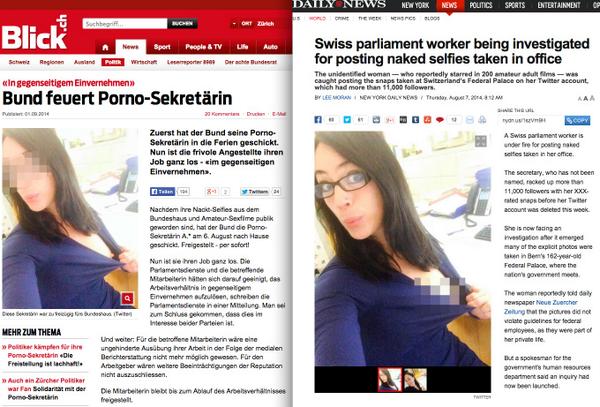 Blick.ch
Suchbegriff...
SUCHEN
ORT Zürich
News Sport People & TV Life Auto
Schweiz Regionen Politik Wirtschaft Ausland Leserreporter 8989 Der achte Bundesrat
«In gegenseitigem Einvernehmen»
Bund feuert Porno-Sekretärin
Publiziert: 01.09.2014
20 Kommentare Drucken E-Mail
Zuerst hat der Bund seine Porno-
Sekretärin in die Ferien geschickt.
Nun ist die frivole Angestellte ihren
Job ganz los - «im gegenseitigen
Einvernehmen».
Teilen 194
+1 2
Twittern 24
Nachdem ihre Nackt-Selfies aus dem
Bundeshaus und Amateur-Sexfilme publik
geworden sind, hat der Bund die Porno-
Sekretärin A.* am 6. August nach Hause
geschickt. Freigestellt - per sofort!
Nun ist sie ihren Job ganz los. Die
Parlamentsdienste und die betreffende
Mitarbeiterin hätten sich darauf geeinigt, das
Arbeitsverhältnis in gegenseitigem
Einvernehmen aufzulösen, schreiben die
Parlamentsdienste in einer Mitteilung. Man sei
zum Schluss gekommen, dass dies im
Interesse beider Parteien ist.
Diese Sekretärin war zu freizügig fürs Bundeshaus. (Twitter)
MEHR ZUM THEMA
» Politiker kämpfen für ihre
Porno-Sekretärin «Die
Freistellung ist lachhaft!»
» Auch ein Zürcher Politiker
war Fan Solidarität mit der
Porno-Sekretärin
Und weiter: Für die betroffene Mitarbeiterin wäre eine
ungehinderte Ausübung ihrer Arbeit in der Folge der medialen
Berichterstattung nicht mehr möglich gewesen. Für den
Arbeitgeber wären weitere Beeinträchtigungen der Reputation
nicht auszuschliessen.
Die Mitarbeiterin bleibt bis zum Ablauf des Arbeitsverhältnisses
freigestellt.
DAILY NEWS
NEW YORK NEWS POLITICS SPORTS ENTERTAINMENT
U.S WORLD CRIME THE WEEK NEWS PICS BLOGS
Swiss parliament worker being investigated
for posting naked selfies taken in office
The unidentified woman — who reportedly starred in 200 amateur adult films — was
caught posting the snaps taken at Switzerland's Federal Palace on her Twitter account,
which had more than 11,000 followers.
BY LEE MORAN / NEW YORK DAILY NEWS / Thursday, August 7, 2014, 8:12 AM
A A A
SHARE THIS URL
COPY
A Swiss parliament worker is
under fire for posting naked
selfies taken in her office.
The secretary, who has not been
named, racked up more than
11,000 followers with her XXX-
rated snaps before her Twitter
account was deleted this week.
She is now facing an
investigation after it emerged
many of the explicit photos were
taken in Bern's 162-year-old
Federal Palace, where the
nation's government meets.
The woman reportedly told daily
newspaper Neue Zuercher
Zeitung that the pictures did
not violate guidelines for federal
employees, as they were part of
her private life.
But a spokesman for the
government's human resources
department said an inquiry had
now been launched.
TWITTER